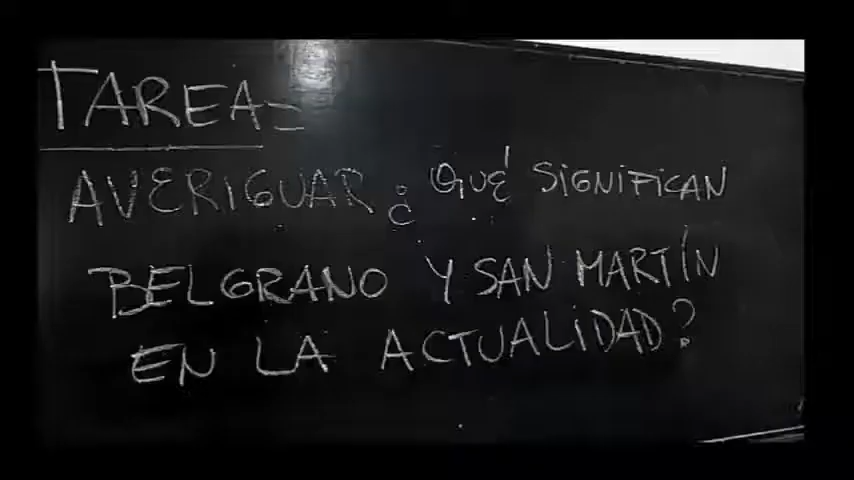 TAREA=
AVERIGUAR ¿QUÉ SIGNIFICAN
BELGRANO Y SAN MARTÍN
EN LA ACTUALIDAD?